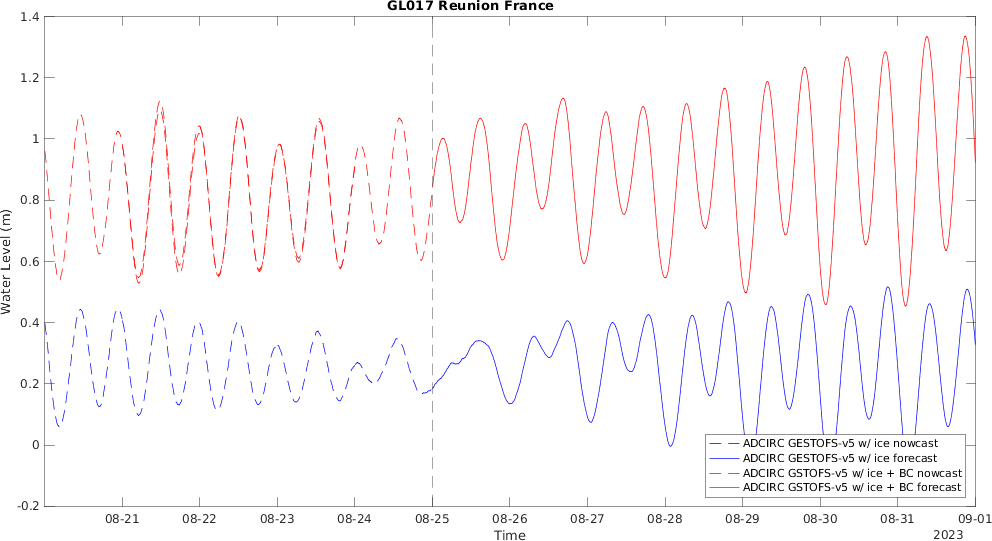 GL017 Reunion France
1.4
1.2
1
0.8
0.6
0.4
0.2
0
-0.2
Water Level (m)
08-21 08-22 08-23 08-24 08-25 08-26 08-27 08-28 08-29 08-30 08-31 09-01
Time
2023
ADCIRC GESTOFS-v5 w/ ice nowcast
ADCIRC GESTOFS-v5 w/ ice forecast
ADCIRC GSTOFS-v5 w/ ice + BC nowcast
ADCIRC GSTOFS-v5 w/ ice + BC forecast